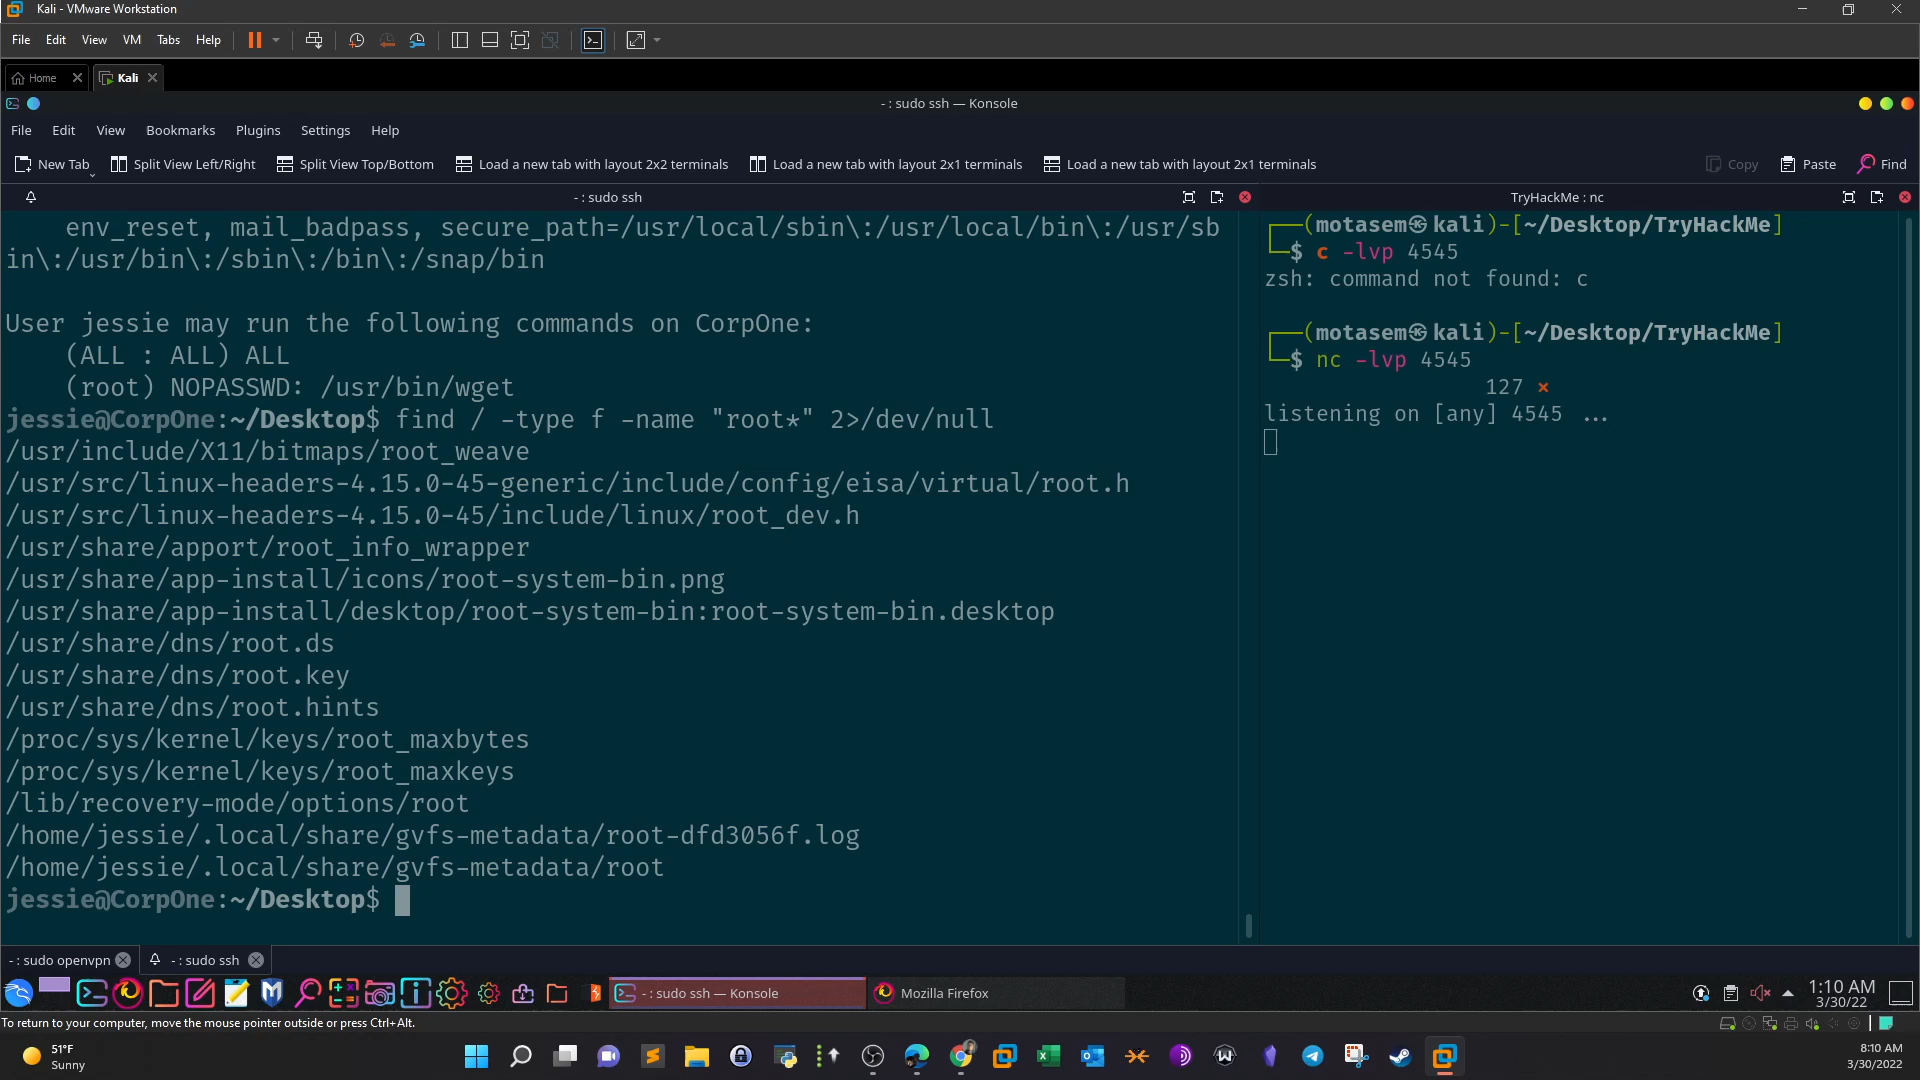 Kali - VMware Workstation
File Edit View VM Tabs Help
Home Kali
- : sudo ssh — Konsole
File Edit View Bookmarks Plugins Settings Help
New Tab Split View Left/Right Split View Top/Bottom Load a new tab with layout 2x2 terminals Load a new tab with layout 2x1 terminals Load a new tab with layout 2x1 terminals Copy Paste Find
- : sudo ssh
env_reset, mail_badpass, secure_path=/usr/local/sbin\:/usr/local/bin\:/usr/sb
in\:/usr/bin\:/sbin\:/bin\:/snap/bin
User jessie may run the following commands on CorpOne:
(ALL : ALL) ALL
(root) NOPASSWD: /usr/bin/wget
jessie@CorpOne:~/Desktop$ find / -type f -name "root*" 2>/dev/null
/usr/include/X11/bitmaps/root_weave
/usr/src/linux-headers-4.15.0-45-generic/include/config/eisa/virtual/root.h
/usr/src/linux-headers-4.15.0-45/include/linux/root_dev.h
/usr/share/apport/root_info_wrapper
/usr/share/app-install/icons/root-system-bin.png
/usr/share/app-install/desktop/root-system-bin:root-system-bin.desktop
/usr/share/dns/root.ds
/usr/share/dns/root.key
/usr/share/dns/root.hints
/proc/sys/kernel/keys/root_maxbytes
/proc/sys/kernel/keys/root_maxkeys
/lib/recovery-mode/options/root
/home/jessie/.local/share/gvfs-metadata/root-dfd3056f.log
/home/jessie/.local/share/gvfs-metadata/root
jessie@CorpOne:~/Desktop$
TryHackMe : nc
(motasem㉿kali)-[~/Desktop/TryHackMe]
$ c -lvp 4545
zsh: command not found: c
(motasem㉿kali)-[~/Desktop/TryHackMe]
$ nc -lvp 4545
127 ⨯
listening on [any] 4545 ...
- : sudo openvpn - : sudo ssh
- : sudo ssh — Konsole Mozilla Firefox
1:10 AM
3/30/22
To return to your computer, move the mouse pointer outside or press Ctrl+Alt.
51°F
Sunny
8:10 AM
3/30/2022